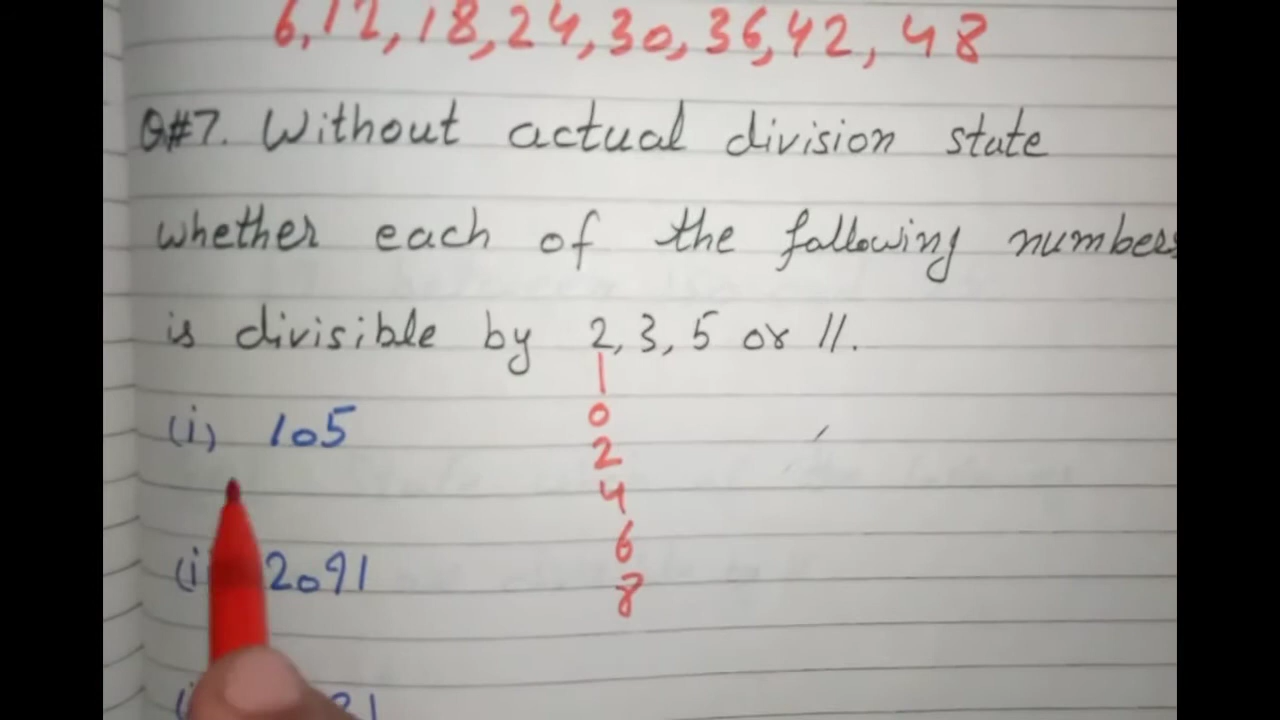 6,12,18,24,30,36,42,48
Q#7. Without actual division state
whether each of the following numbers
is divisible by 2,3,5 or 11.
(i) 105
0
2
4
6
8
2091